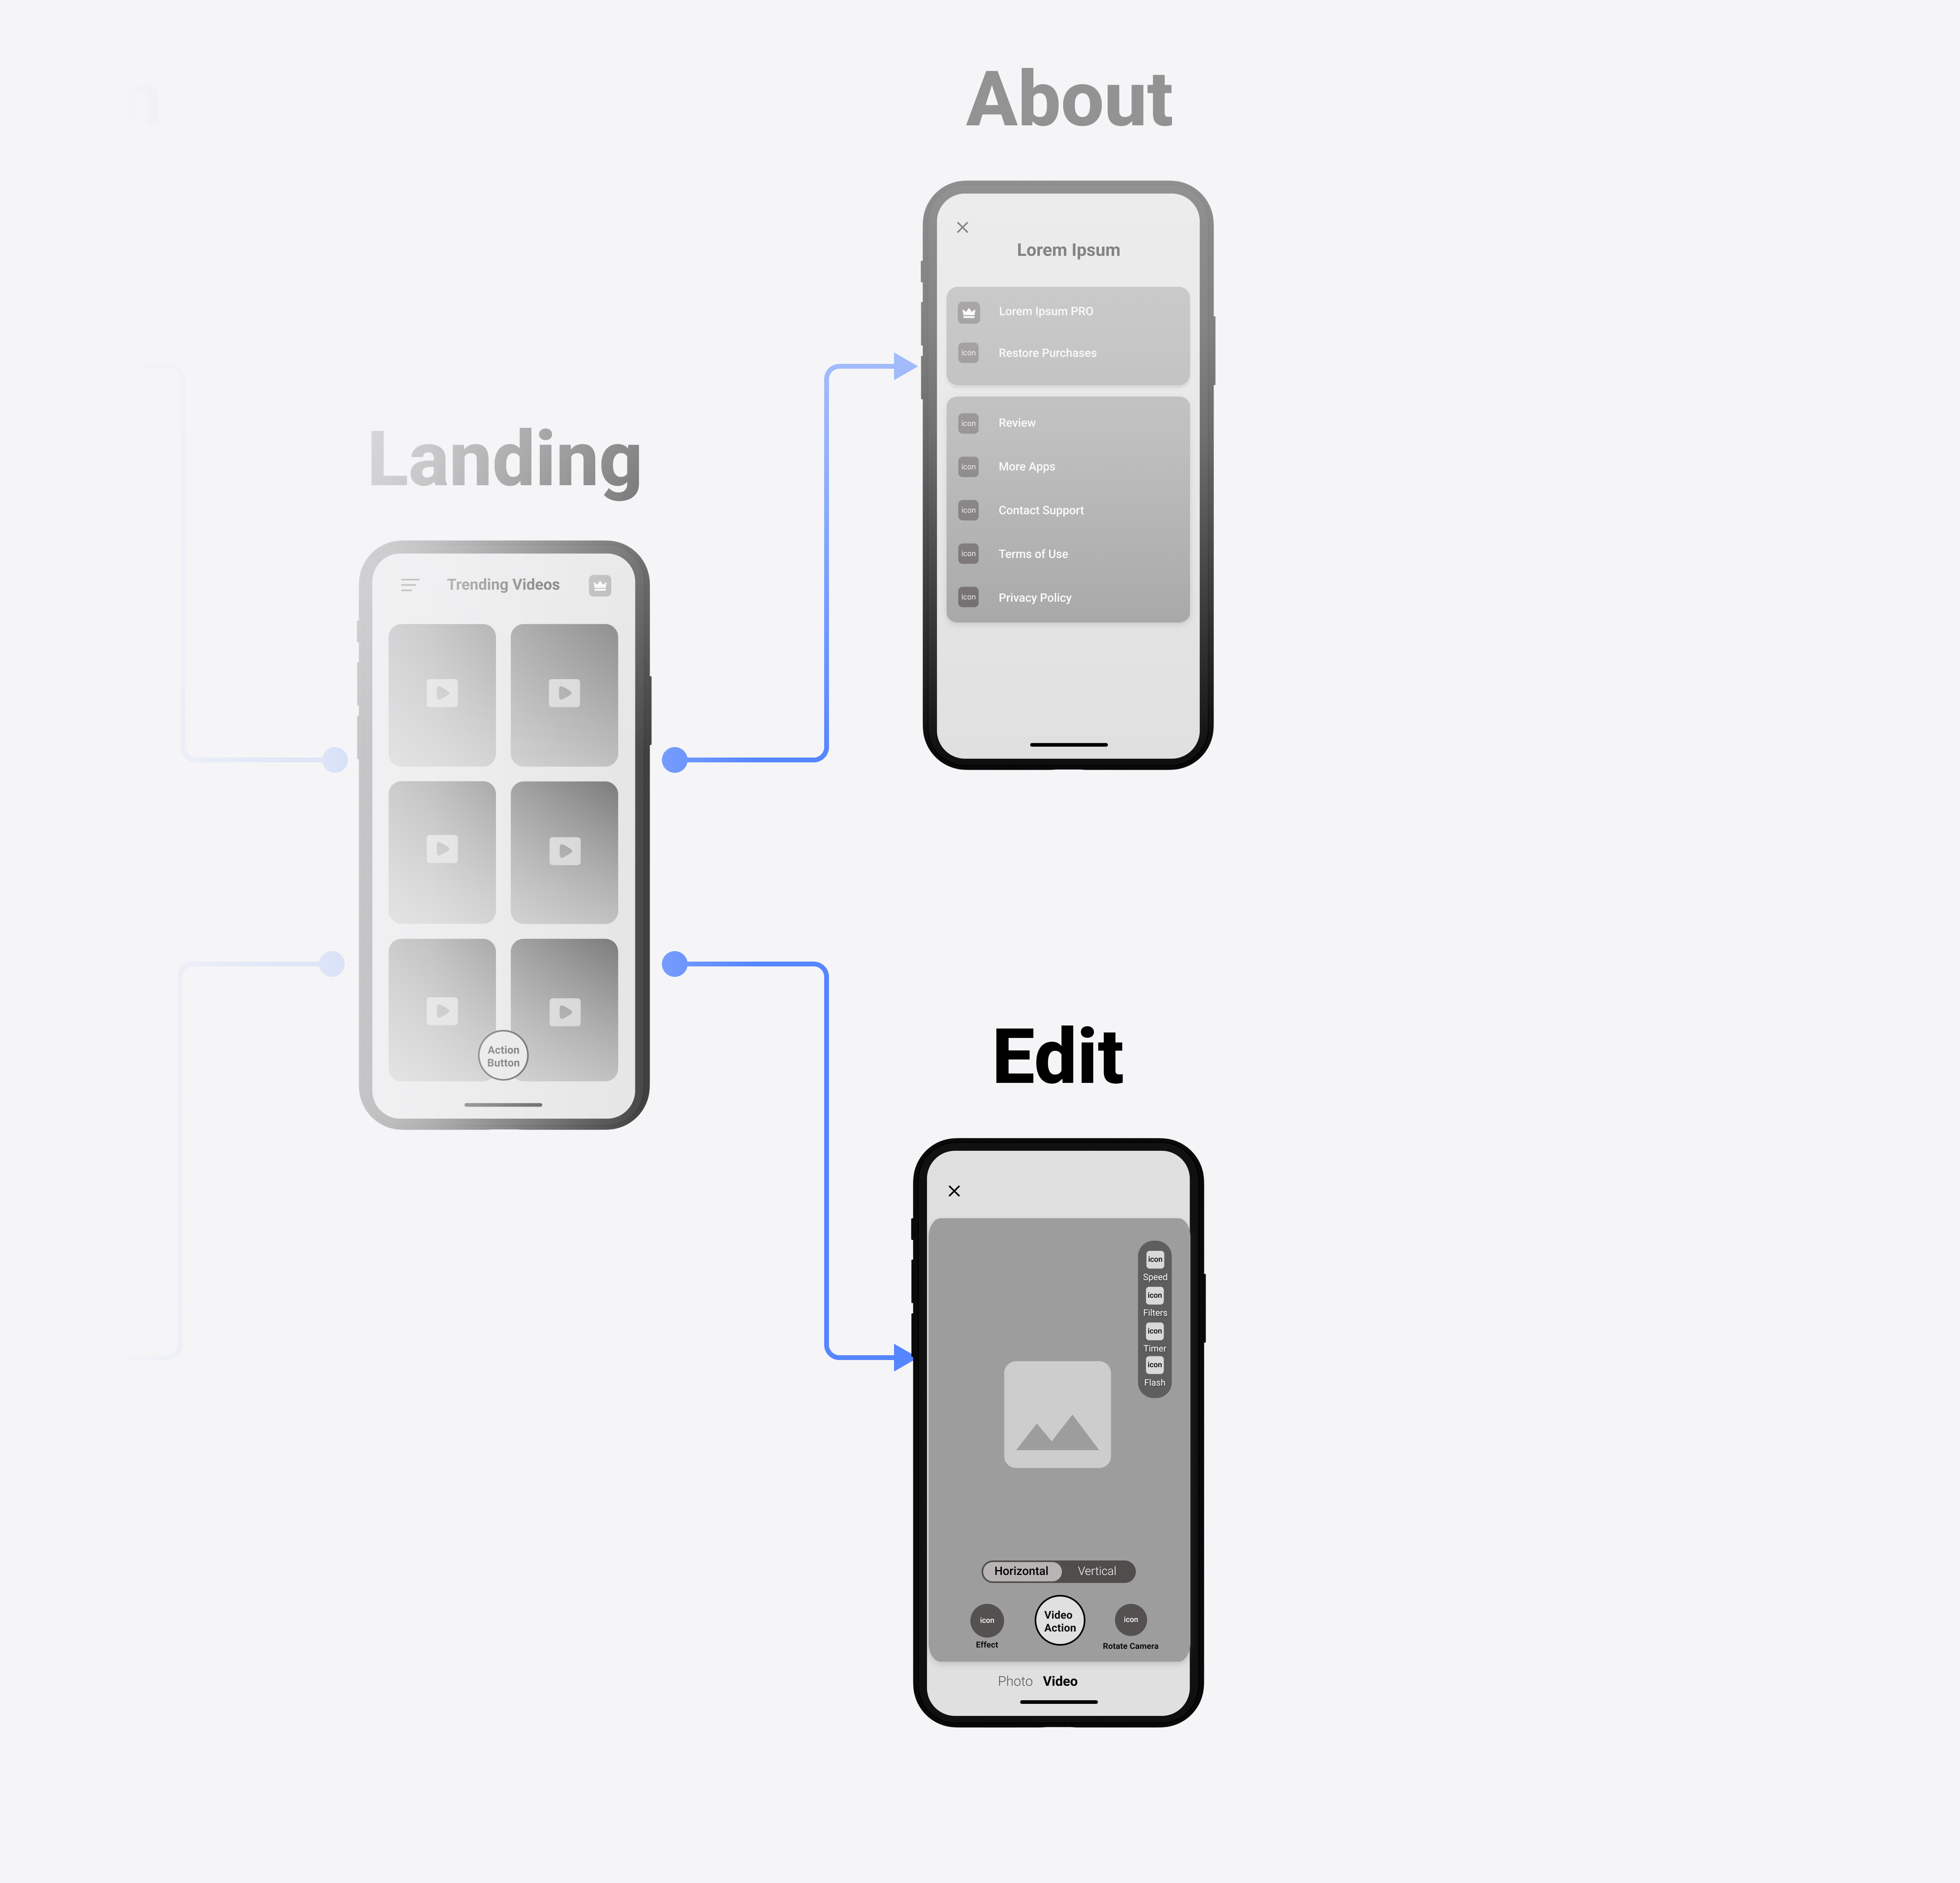 n
About
Lorem Ipsum
Lorem Ipsum PRO
icon Restore Purchases
icon Review
icon More Apps
icon Contact Support
icon Terms of Use
icon Privacy Policy
Landing
Trending Videos
Action
Button
Edit
icon
Speed
icon
Filters
icon
Timer
icon
Flash
Horizontal Vertical
icon
Effect
Video
Action
icon
Rotate Camera
Photo Video